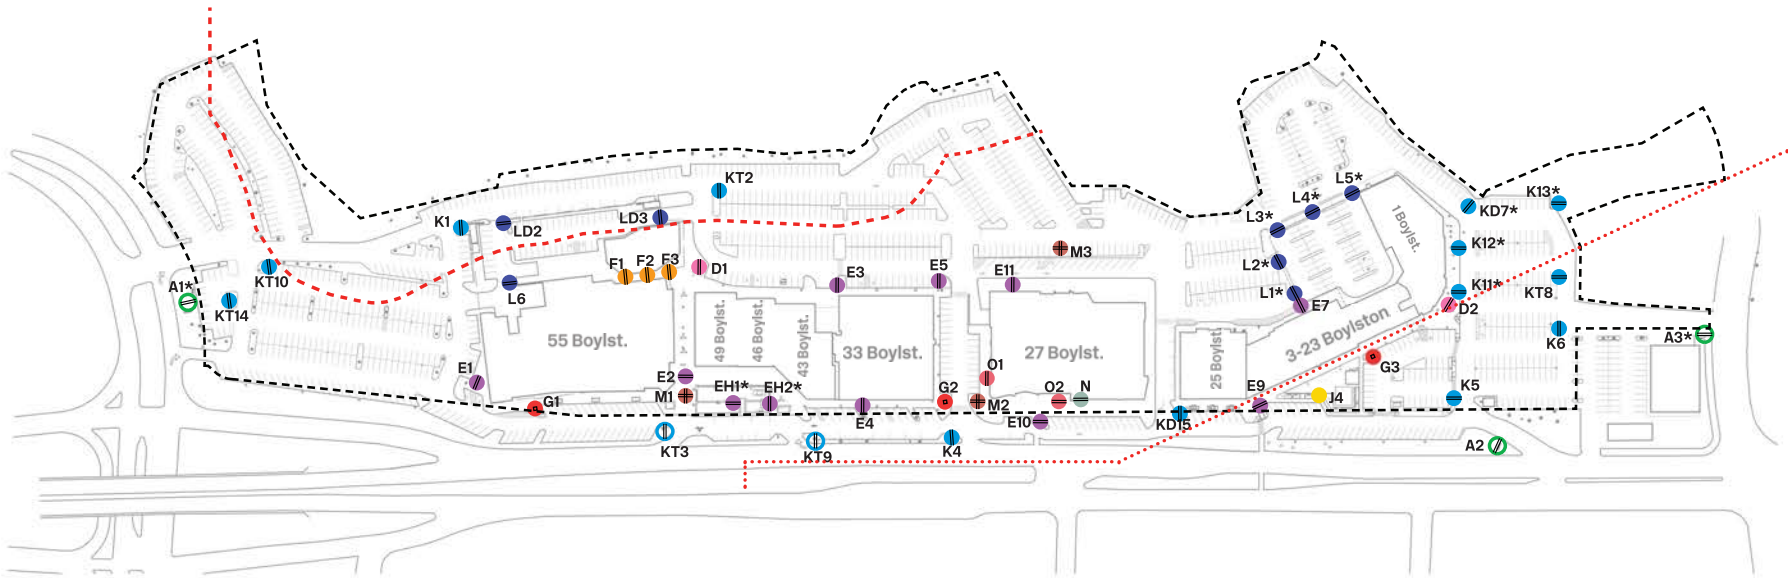 KT2
K13*
L5*
L4*
KD7*
L3*
K1
LD2
LD3
K12*
M3
L2*
F1
F2
F3
D1
E3
E5
E11
KT10
A1*
KT14
L6
L1*
E7
K11*
KT8
D2
1 Boylst.
55 Boylst.
49 Boylst.
46 Boylst.
43 Boylst.
33 Boylst.
27 Boylst.
25 Boylst.
3-23 Boylston
K6
A3*
G3
E1
E2
M1
EH1*
EH2*
O1
O2
N
G1
G2
M2
E9
J4
K5
E4
E10
KD15
KT3
KT9
K4
A2